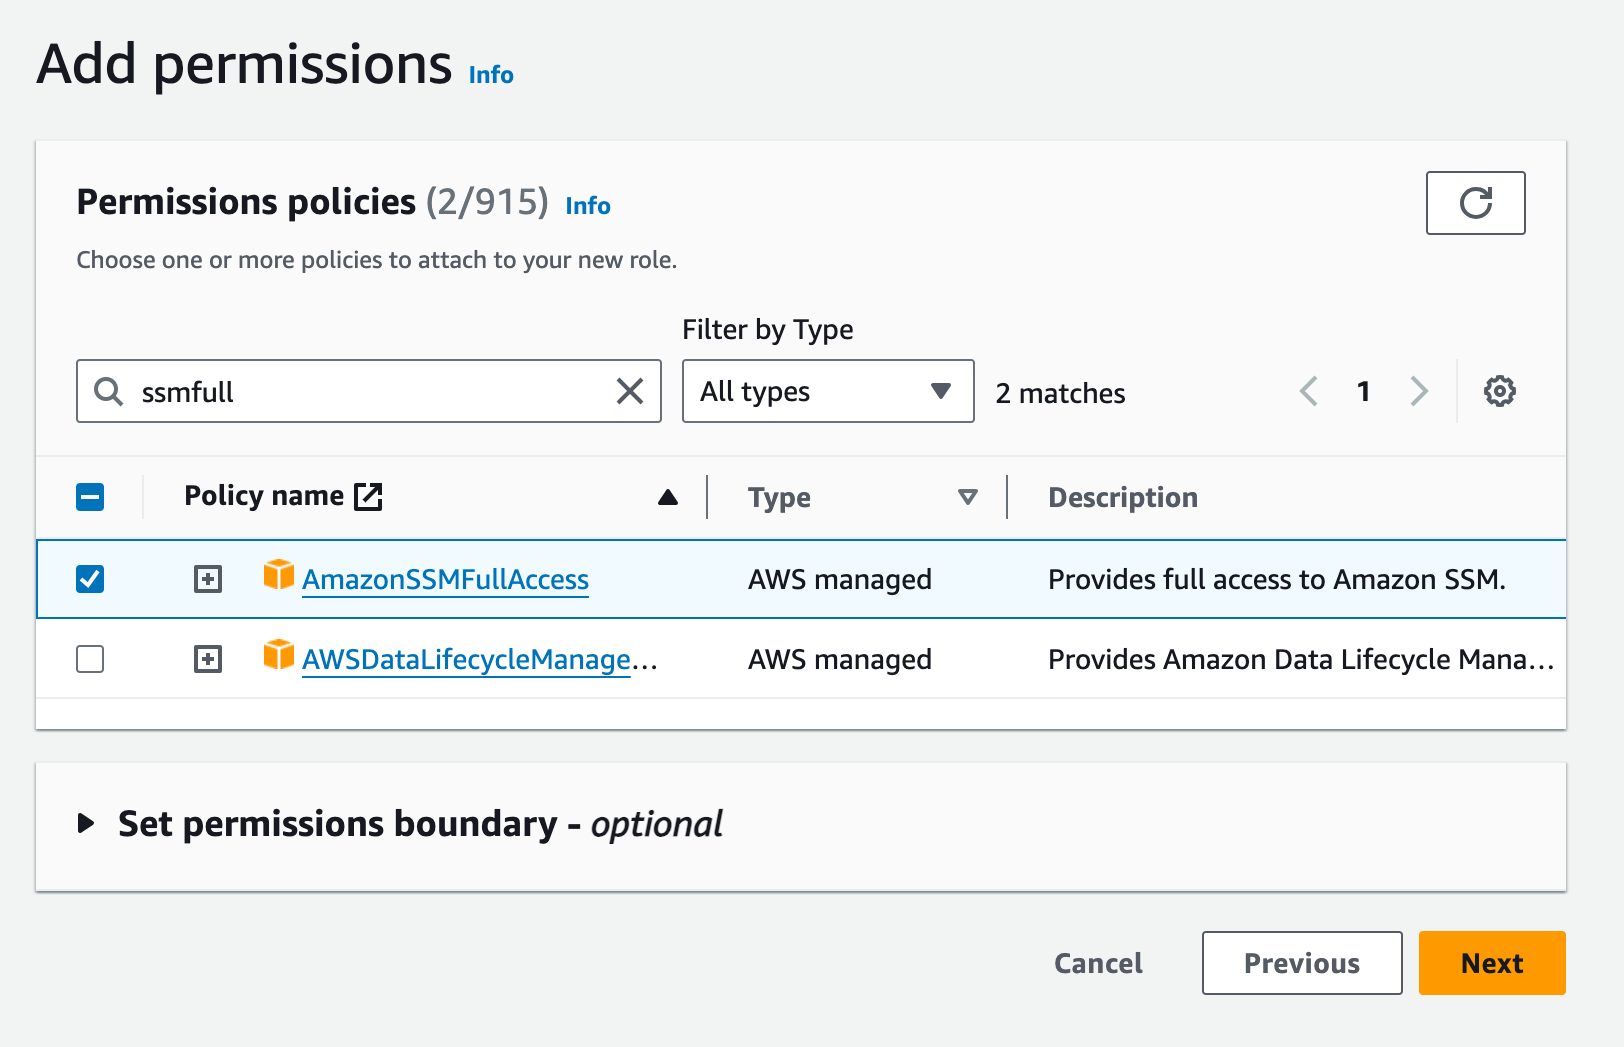 Add permissions Info
Permissions policies (2/915) Info
Choose one or more policies to attach to your new role.
Filter by Type
ssmfull All types 2 matches 1
Policy name Type Description
AmazonSSMFullAccess AWS managed Provides full access to Amazon SSM.
AWSDataLifecycleManage... AWS managed Provides Amazon Data Lifecycle Mana...
Set permissions boundary - optional
Cancel Previous Next